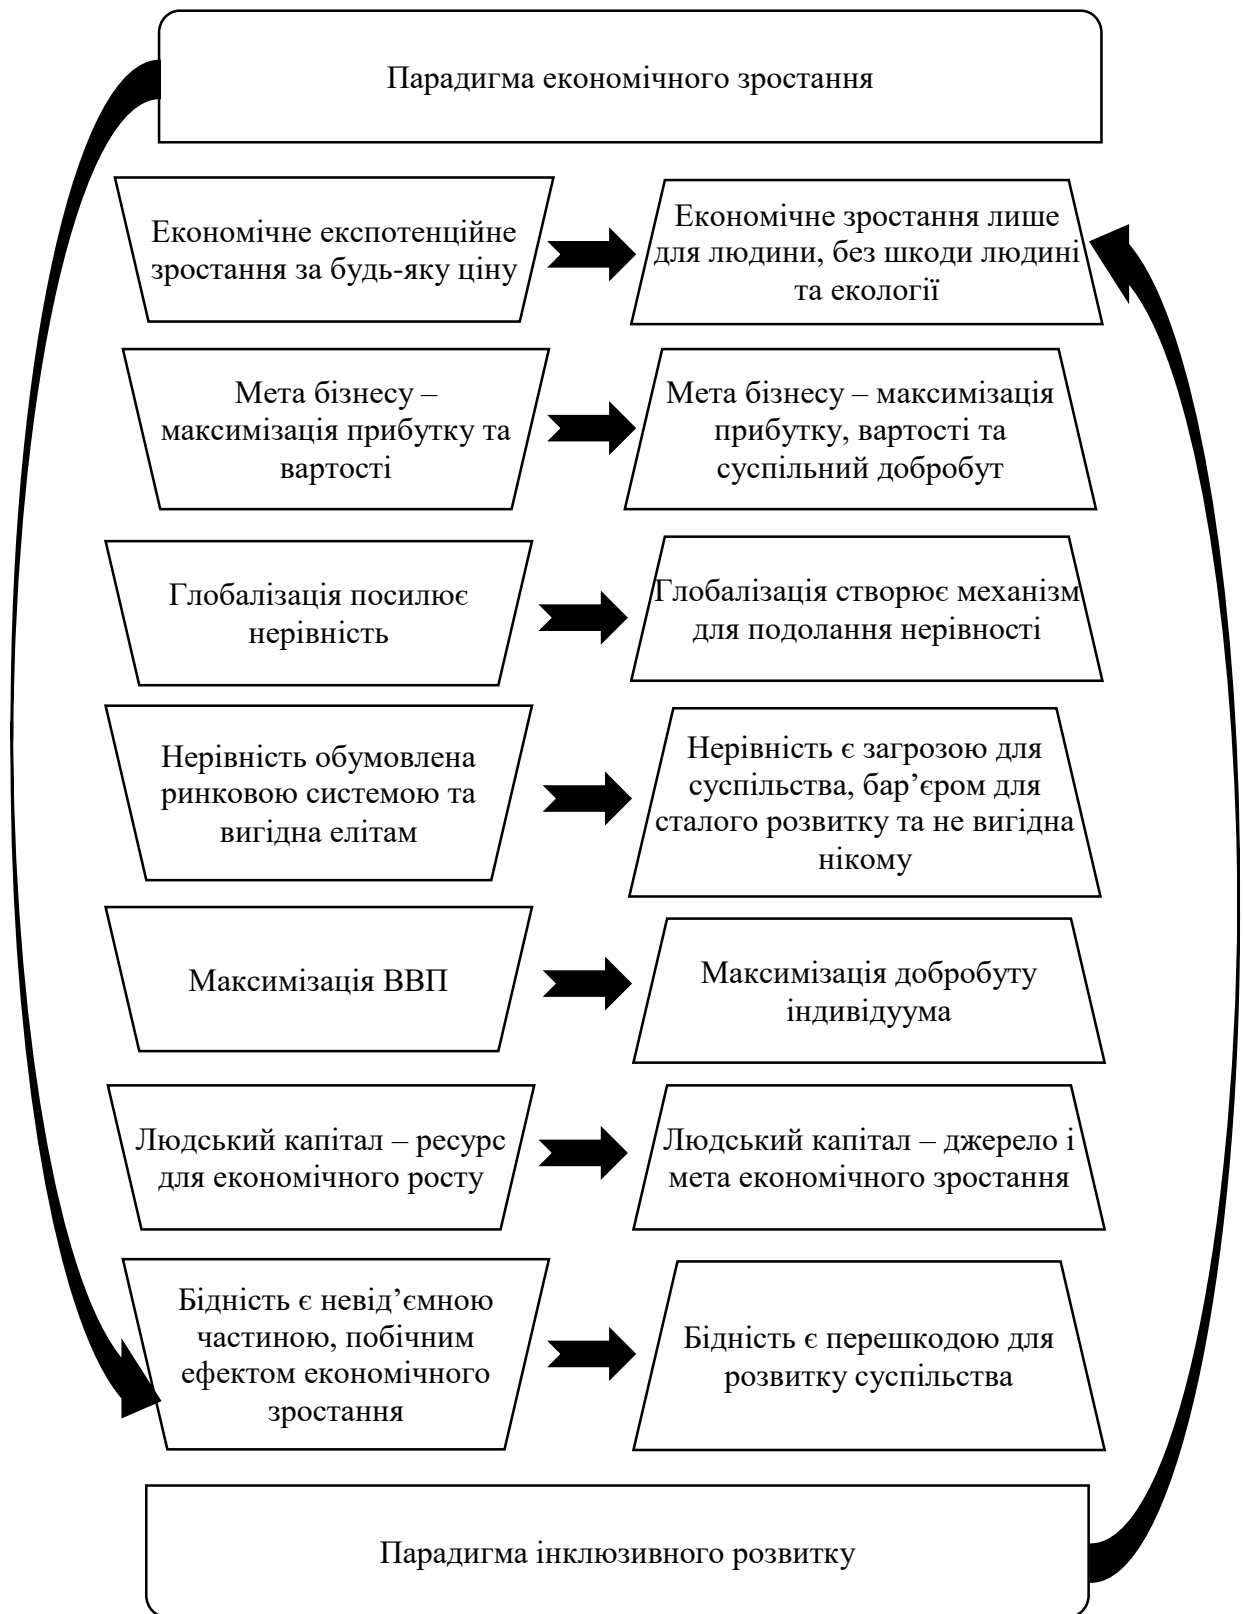 Парадигма економічного зростання
Економічне експотенційне
зростання за будь-яку ціну
Економічне зростання лише
для людини, без шкоди людині
та екології
Мета бізнесу –
максимізація прибутку та
вартості
Мета бізнесу – максимізація
прибутку, вартості та
суспільний добробут
Глобалізація посилює
нерівність
Глобалізація створює механізм
для подолання нерівності
Нерівність обумовлена
ринковою системою та
вигідна елітам
Нерівність є загрозою для
суспільства, бар’єром для
сталого розвитку та не вигідна
нікому
Максимізація ВВП
Максимізація добробуту
індивідуума
Людський капітал – ресурс
для економічного росту
Людський капітал – джерело і
мета економічного зростання
Бідність є невід’ємною
частиною, побічним
ефектом економічного
зростання
Бідність є перешкодою для
розвитку суспільства
Парадигма інклюзивного розвитку